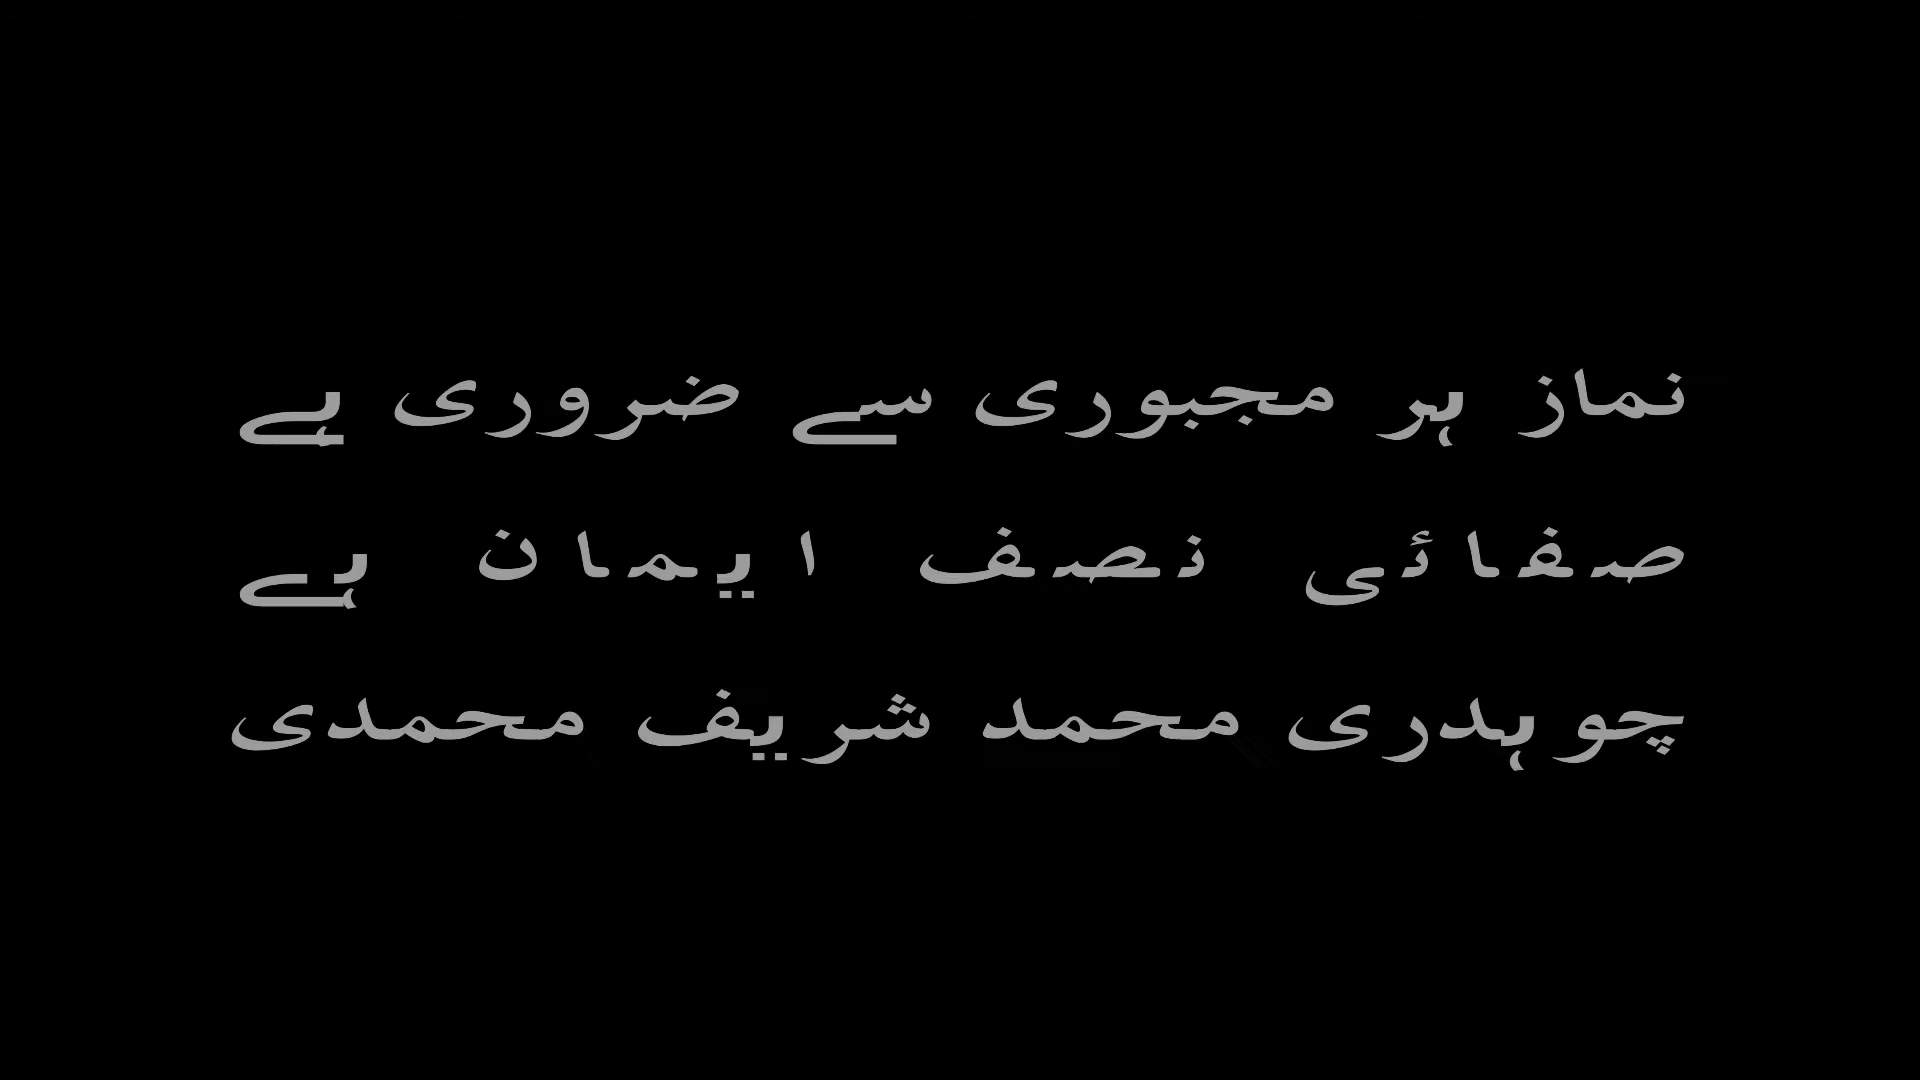 نماز ہر مجبوری سے ضروری ہے
صفائی نصف ایمان ہے
چوہدری محمد شریف محمدی